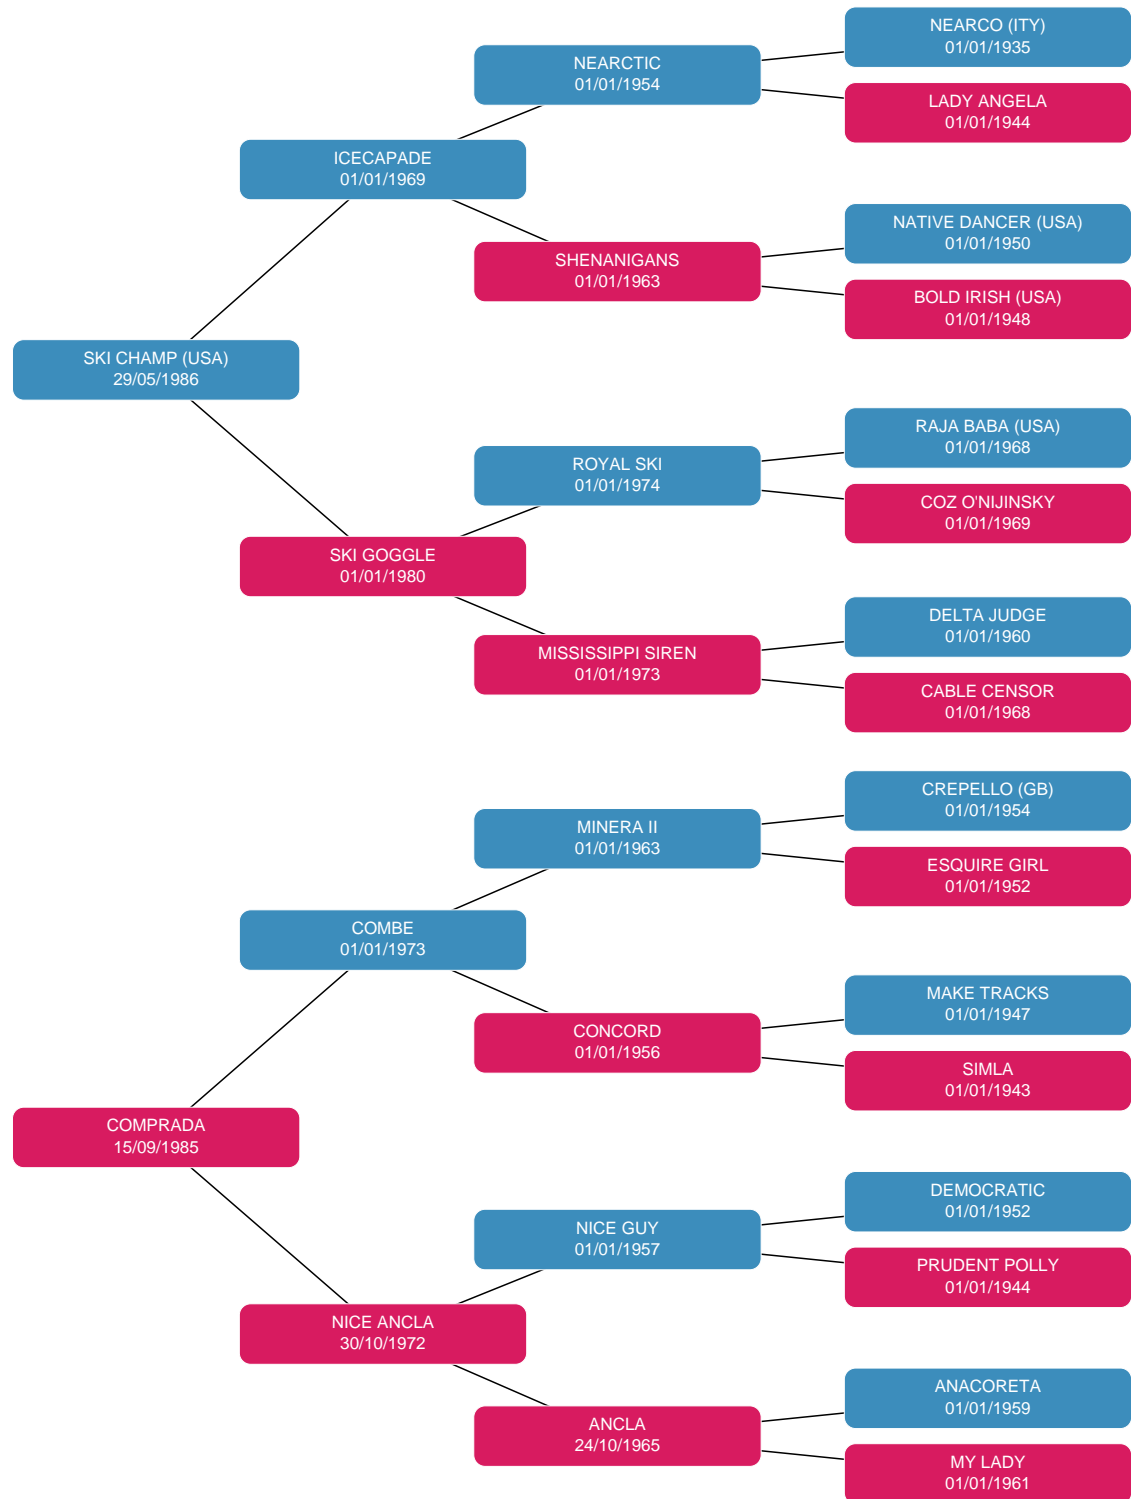 NEARCO (ITY)
01/01/1935
NEARCTIC
01/01/1954
LADY ANGELA
01/01/1944
ICECAPADE
01/01/1969
NATIVE DANCER (USA)
01/01/1950
SHENANIGANS
01/01/1963
BOLD IRISH (USA)
01/01/1948
SKI CHAMP (USA)
29/05/1986
RAJA BABA (USA)
01/01/1968
ROYAL SKI
01/01/1974
COZ O'NIJINSKY
01/01/1969
SKI GOGGLE
01/01/1980
DELTA JUDGE
01/01/1960
MISSISSIPPI SIREN
01/01/1973
CABLE CENSOR
01/01/1968
CREPELLO (GB)
01/01/1954
MINERA II
01/01/1963
ESQUIRE GIRL
01/01/1952
COMBE
01/01/1973
MAKE TRACKS
01/01/1947
CONCORD
01/01/1956
SIMLA
01/01/1943
COMPRADA
15/09/1985
DEMOCRATIC
01/01/1952
NICE GUY
01/01/1957
PRUDENT POLLY
01/01/1944
NICE ANCLA
30/10/1972
ANACORETA
01/01/1959
ANCLA
24/10/1965
MY LADY
01/01/1961